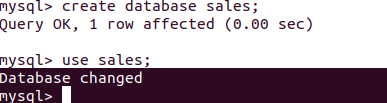 mysql> create database sales;
Query OK, 1 row affected (0.00 sec)
mysql> use sales;
Database changed
mysql>